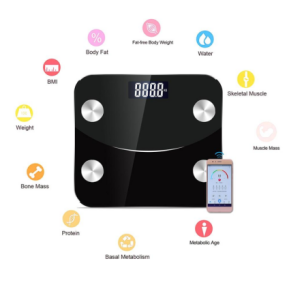 Fat-free Body Weight
%
Body Fat
Water
BMI
8888
Skeletal Muscle
Weight
Muscle Mass
Bone Mass
Protein
Metabolic Age
Basal Metabolism